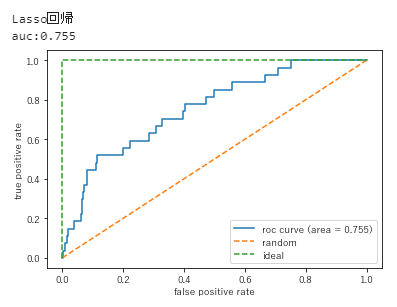 Lasso回帰
auc:0.755
1.0
0.8
0.6
0.4
0.2
0.0
true positive rate
roc curve (area = 0.755)
random
ideal
0.0 0.2 0.4 0.6 0.8 1.0
false positive rate